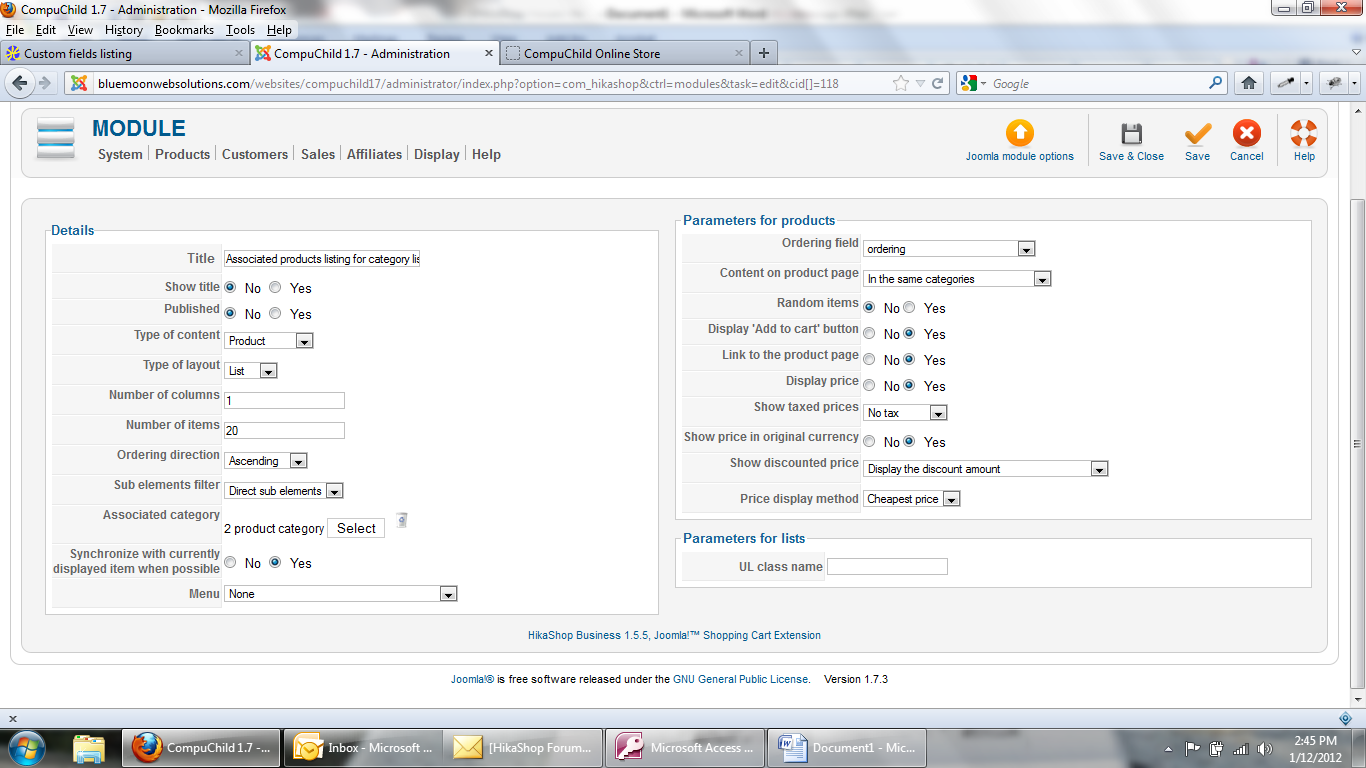 CompuChild 1.7 - Administration - Mozilla Firefox
File Edit View History Bookmarks Tools Help
Custom fields listing
CompuChild 1.7 - Administration
CompuChild Online Store
bluemoonwebsolutions.com/websites/compuchild17/administrator/index.php?option=com_hikashop&ctrl=modules&task=edit&cid[]=118
Google
MODULE
System Products Customers Sales Affiliates Display Help
Joomla module options
Save & Close
Save
Cancel
Help
Details
Title Associated products listing for category lis
Show title No Yes
Published No Yes
Type of content Product
Type of layout List
Number of columns 1
Number of items 20
Ordering direction Ascending
Sub elements filter Direct sub elements
Associated category 2 product category Select
Synchronize with currently
displayed item when possible No Yes
Menu None
Parameters for products
Ordering field ordering
Content on product page In the same categories
Random items No Yes
Display 'Add to cart' button No Yes
Link to the product page No Yes
Display price No Yes
Show taxed prices No tax
Show price in original currency No Yes
Show discounted price Display the discount amount
Price display method Cheapest price
Parameters for lists
UL class name
HikaShop Business 1.5.5, Joomla!™ Shopping Cart Extension
Joomla!® is free software released under the GNU General Public License. Version 1.7.3
CompuChild 1.7 -...
Inbox - Microsoft ...
[HikaShop Forum...
Microsoft Access ...
Document1 - Mic...
2:45 PM
1/12/2012